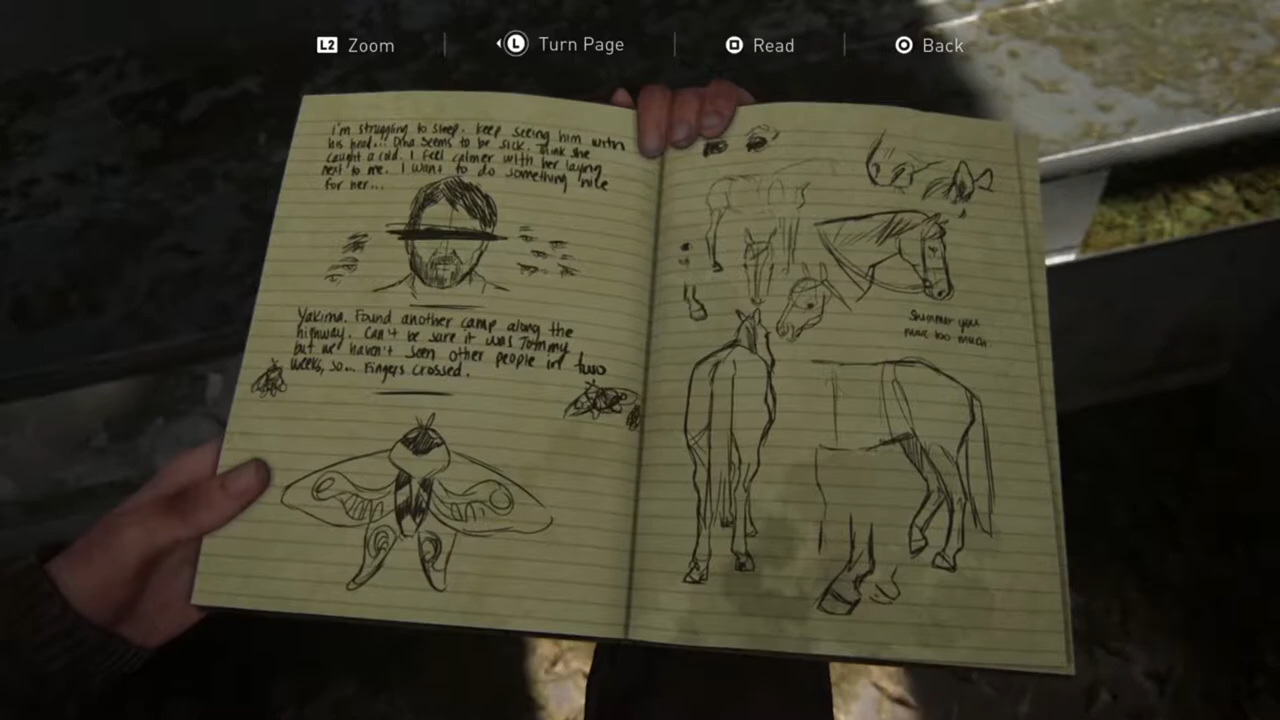 L2 Zoom
L Turn Page
Read
Back
i'm struggling to sleep. keep seeing him with
his head... Dina seems to be sick. Think she
caught a cold. I feel calmer with her laying
next to me. I want to do something nice
for her...
Yakima. Found another camp along the
highway. Can't be sure it was Tommy
but we haven't seen other people in two
weeks, so... Fingers crossed.
Shimmer you
move too much